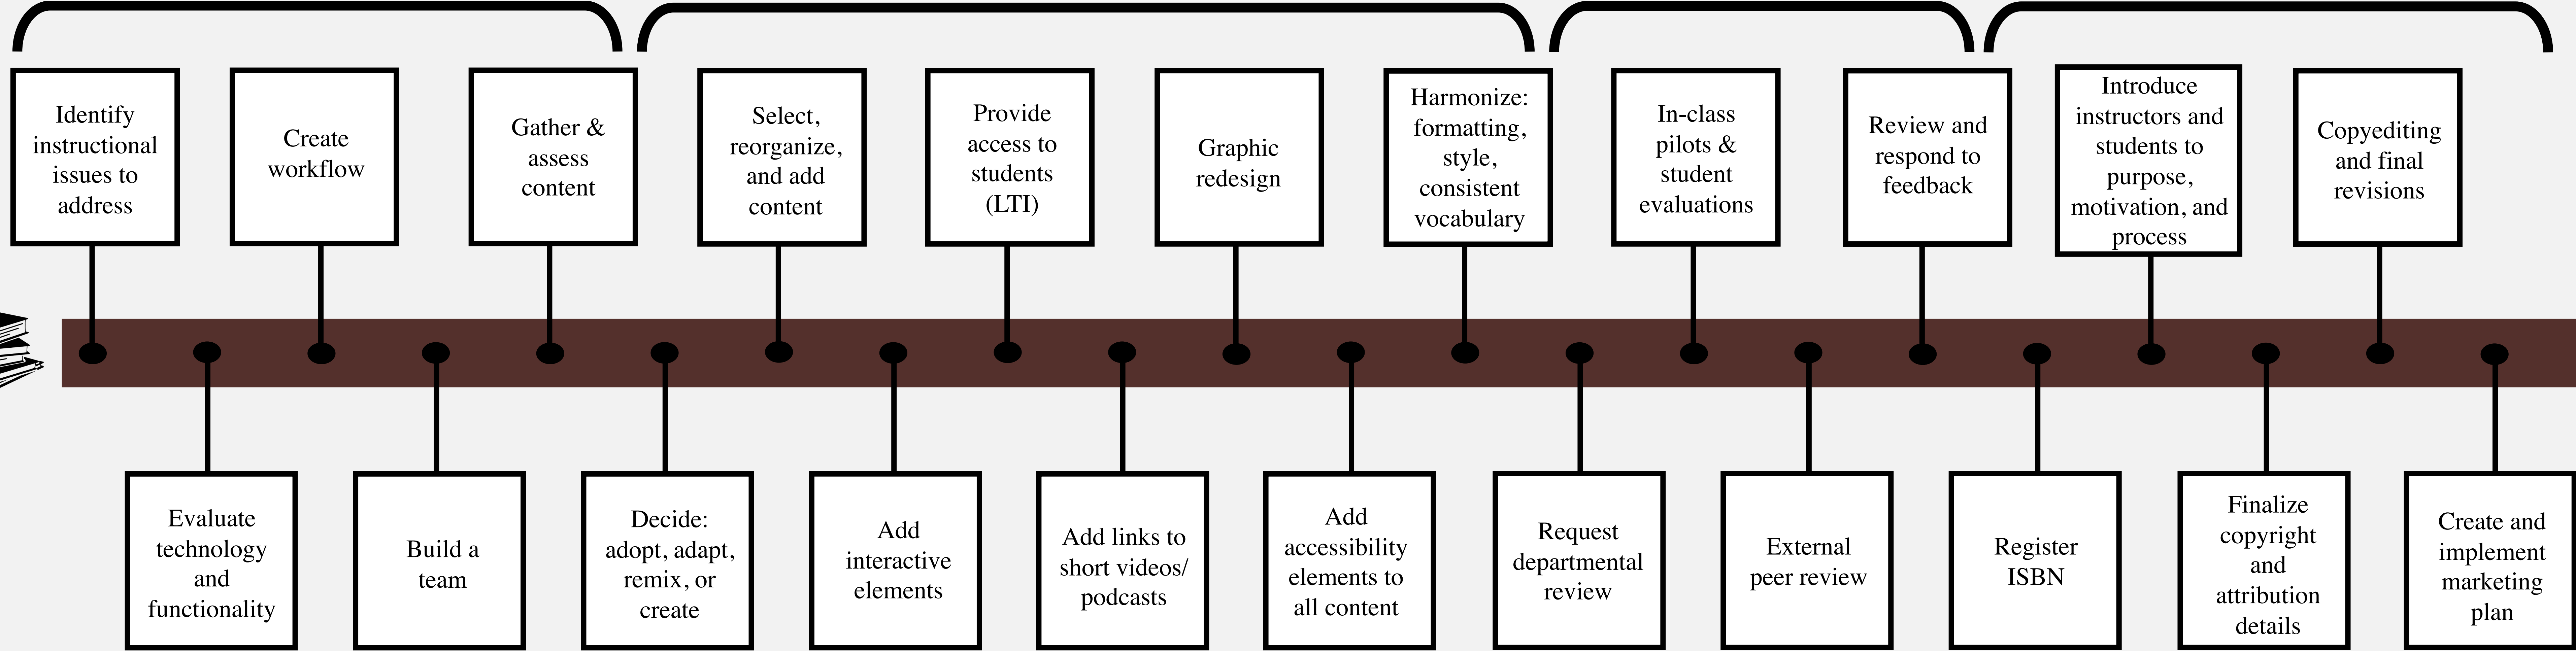 Identify
instructional
issues to
address
Create
workflow
Gather &
assess
content
Select,
reorganize,
and add
content
Provide
access to
students
(LTI)
Graphic
redesign
Harmonize:
formatting,
style,
consistent
vocabulary
In-class
pilots &
student
evaluations
Review and
respond to
feedback
Introduce
instructors and
students to
purpose,
motivation, and
process
Copyediting
and final
revisions
Evaluate
technology
and
functionality
Build a
team
Decide:
adopt, adapt,
remix, or
create
Add
interactive
elements
Add links to
short videos/
podcasts
Add
accessibility
elements to
all content
Request
departmental
review
External
peer review
Register
ISBN
Finalize
copyright
and
attribution
details
Create and
implement
marketing
plan